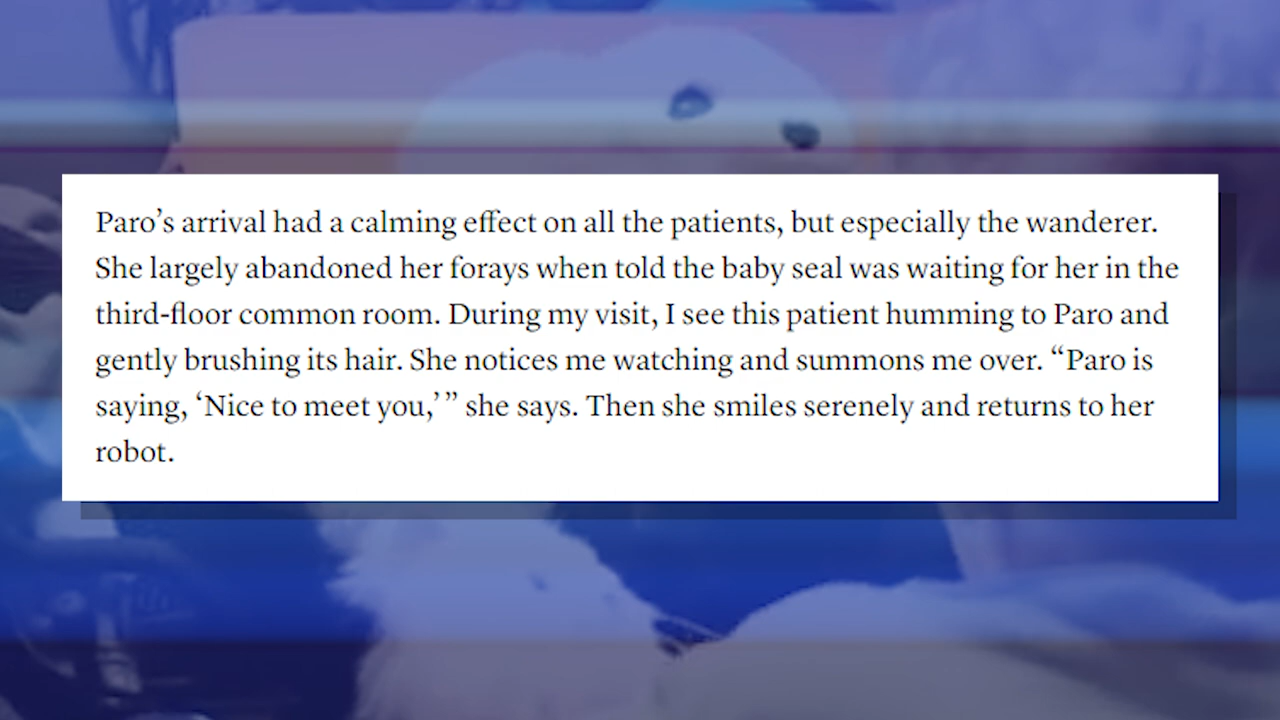 Paro’s arrival had a calming effect on all the patients, but especially the wanderer.
She largely abandoned her forays when told the baby seal was waiting for her in the
third-floor common room. During my visit, I see this patient humming to Paro and
gently brushing its hair. She notices me watching and summons me over. “Paro is
saying, ‘Nice to meet you,’ ” she says. Then she smiles serenely and returns to her
robot.